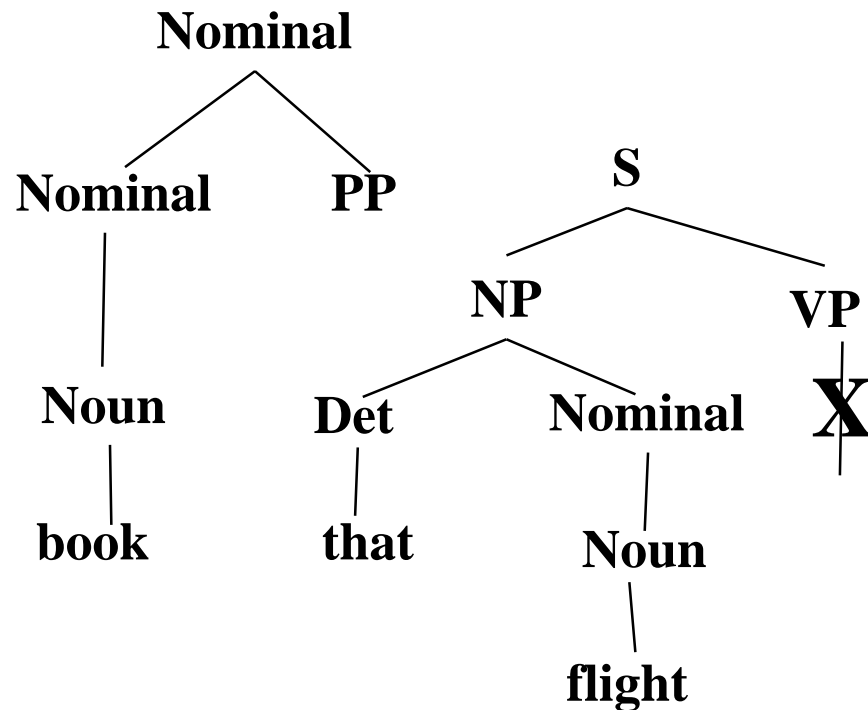 Nominal
Nominal PP S
NP VP
Noun Det Nominal X
book that Noun
flight